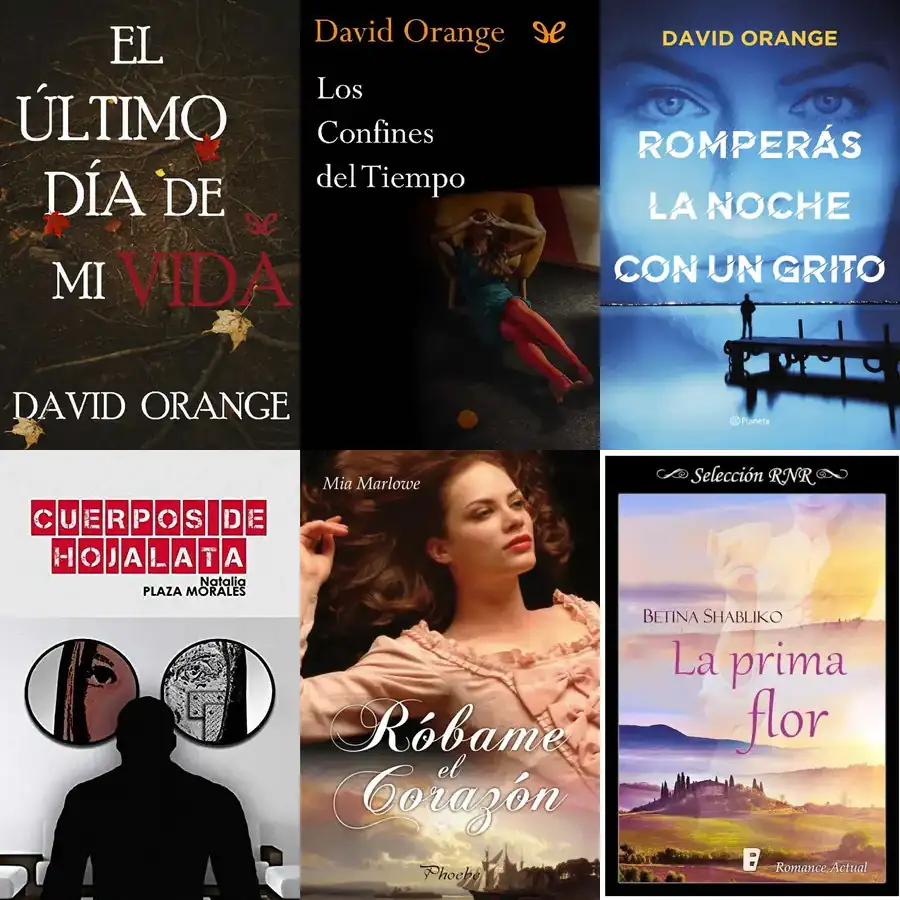 EL
ÚLTIMO
DÍA DE
MI VIDA
DAVID ORANGE
David Orange
Los
Confines
del Tiempo
DAVID ORANGE
ROMPERÁS
LA NOCHE
CON UN GRITO
Planeta
CUERPOS DE
HOJALATA
Natalia
PLAZA MORALES
Mia Marlowe
Róbame
el
Corazón
Phoebe
Selección RNR
BETINA SHABLIKO
La prima
flor
B
Romance Actual